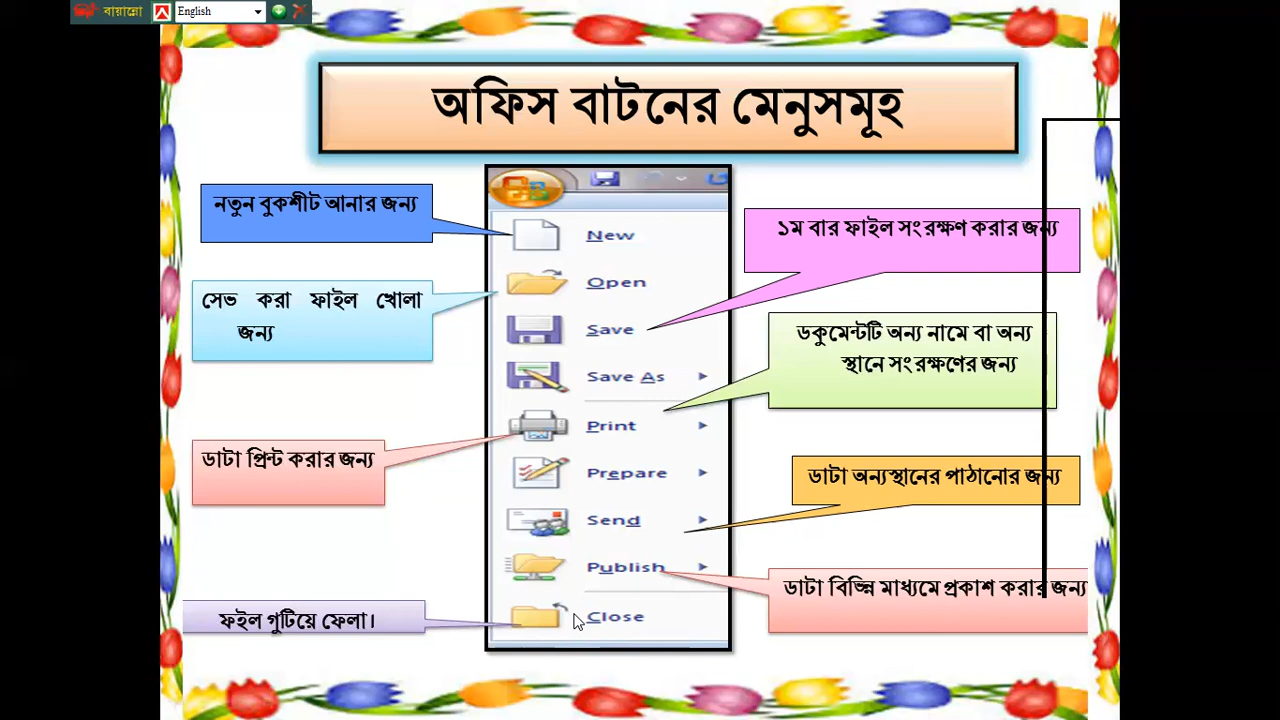 বায়ান্নো
English
অফিস বাটনের মেনুসমূহ
নতুন বুকশীট আনার জন্য
সেভ করা ফাইল খোলা
জন্য
ডাটা প্রিন্ট করার জন্য
ফইল গুটিয়ে ফেলা।
New
Open
Save
Save As
Print
Prepare
Send
Publish
Close
১ম বার ফাইল সংরক্ষণ করার জন্য
ডকুমেন্টটি অন্য নামে বা অন্য
স্থানে সংরক্ষণের জন্য
ডাটা অন্যস্থানের পাঠানোর জন্য
ডাটা বিভিন্ন মাধ্যমে প্রকাশ করার জন্য